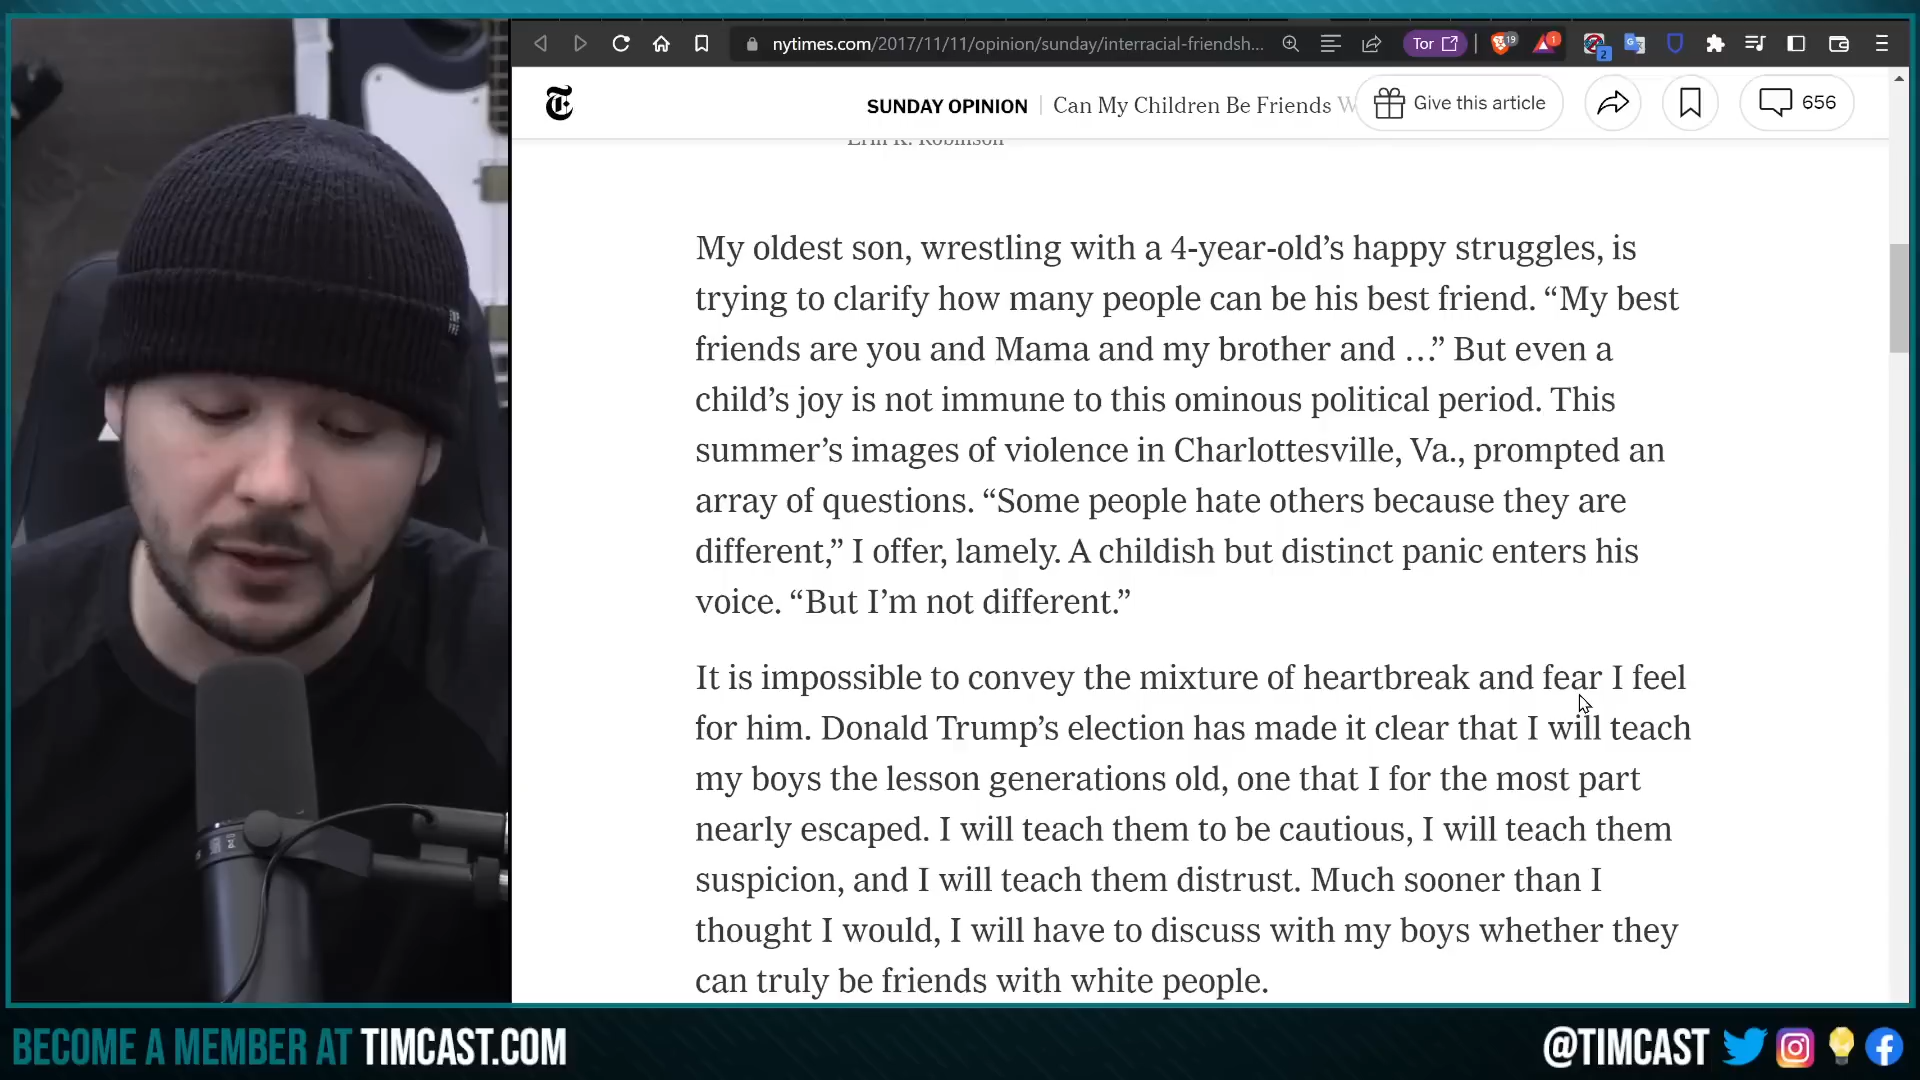 nytimes.com/2017/11/11/opinion/sunday/interracial-friendsh...
Tor
19
1
2
SUNDAY OPINION | Can My Children Be Friends W
Give this article
656
Erin K. Robinson
My oldest son, wrestling with a 4-year-old’s happy struggles, is
trying to clarify how many people can be his best friend. “My best
friends are you and Mama and my brother and …” But even a
child’s joy is not immune to this ominous political period. This
summer’s images of violence in Charlottesville, Va., prompted an
array of questions. “Some people hate others because they are
different,” I offer, lamely. A childish but distinct panic enters his
voice. “But I’m not different.”
It is impossible to convey the mixture of heartbreak and fear I feel
for him. Donald Trump’s election has made it clear that I will teach
my boys the lesson generations old, one that I for the most part
nearly escaped. I will teach them to be cautious, I will teach them
suspicion, and I will teach them distrust. Much sooner than I
thought I would, I will have to discuss with my boys whether they
can truly be friends with white people.
BECOME A MEMBER AT TIMCAST.COM
@TIMCAST